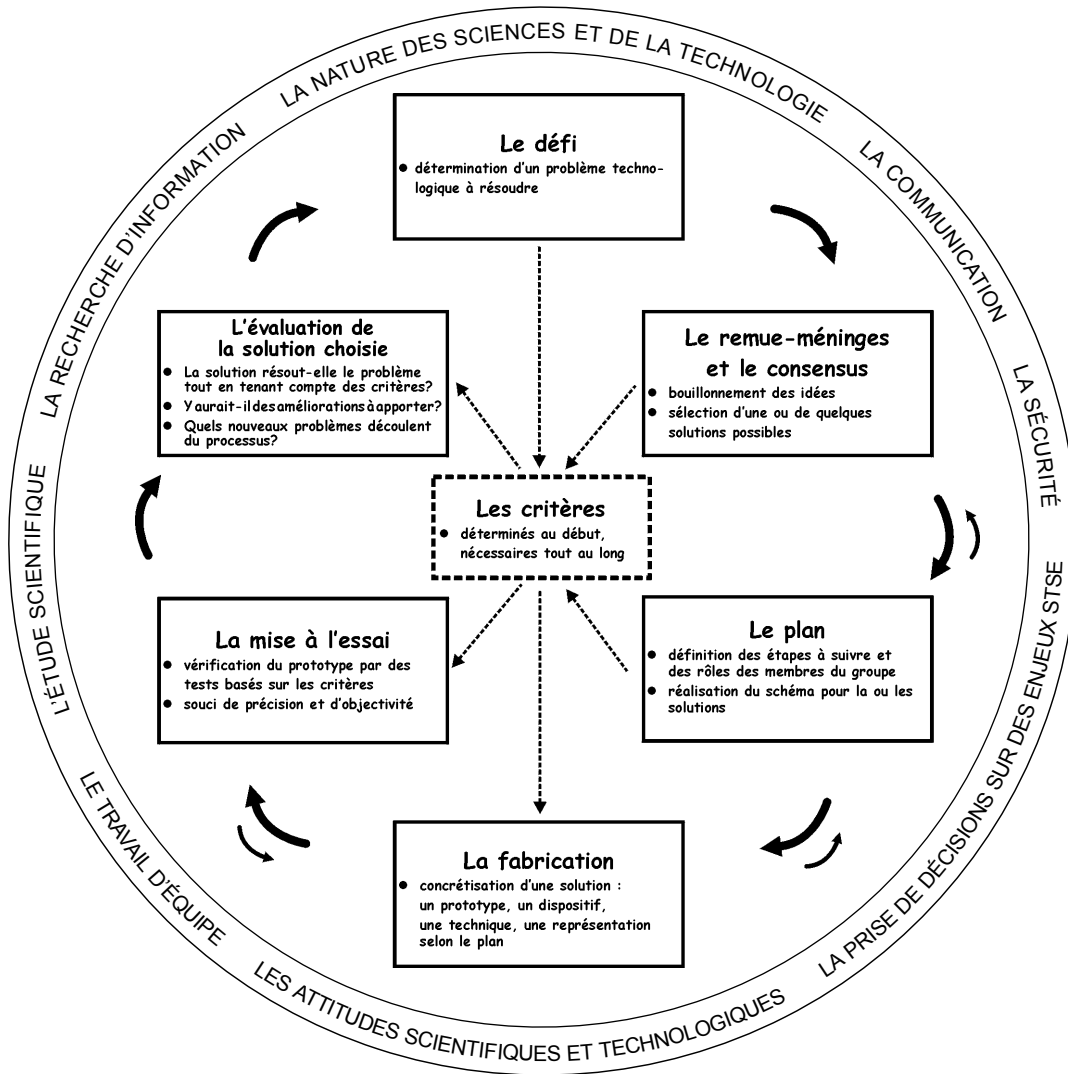 LA NATURE DES SCIENCES ET DE LA TECHNOLOGIE
LA COMMUNICATION
LA SÉCURITÉ
LA PRISE DE DÉCISIONS SUR DES ENJEUX STSE
LES ATTITUDES SCIENTIFIQUES ET TECHNOLOGIQUES
LE TRAVAIL D'ÉQUIPE
L'ÉTUDE SCIENTIFIQUE
LA RECHERCHE D'INFORMATION
Le défi
● détermination d'un problème techno-
logique à résoudre
Le remue-méninges
et le consensus
● bouillonnement des idées
● sélection d'une ou de quelques
solutions possibles
Le plan
● définition des étapes à suivre et
des rôles des membres du groupe
● réalisation du schéma pour la ou les
solutions
La fabrication
● concrétisation d'une solution :
un prototype, un dispositif,
une technique, une représentation
selon le plan
La mise à l'essai
● vérification du prototype par des
tests basés sur les critères
● souci de précision et d'objectivité
L'évaluation de
la solution choisie
● La solution résout-elle le problème
tout en tenant compte des critères?
● Y aurait-il des améliorations à apporter?
● Quels nouveaux problèmes découlent
du processus?
Les critères
● déterminés au début,
nécessaires tout au long